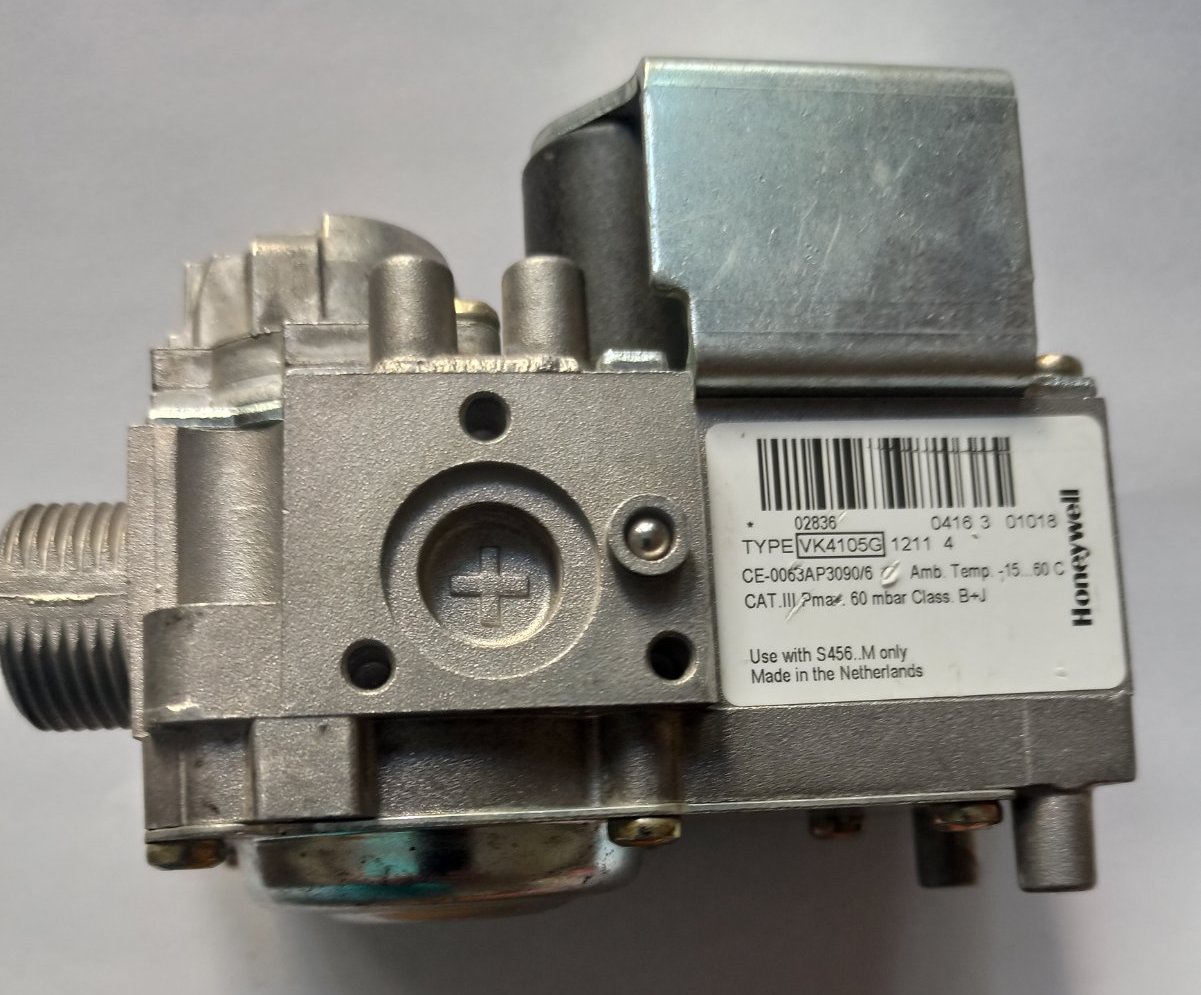 * 02836 0416 3 01018
TYPE VK4105G 1211 4
CE-0063AP3090/6 Amb. Temp. -15...60 C
CAT.III Pmax. 60 mbar Class. B+J
Use with S456..M only
Made in the Netherlands
Honeywell